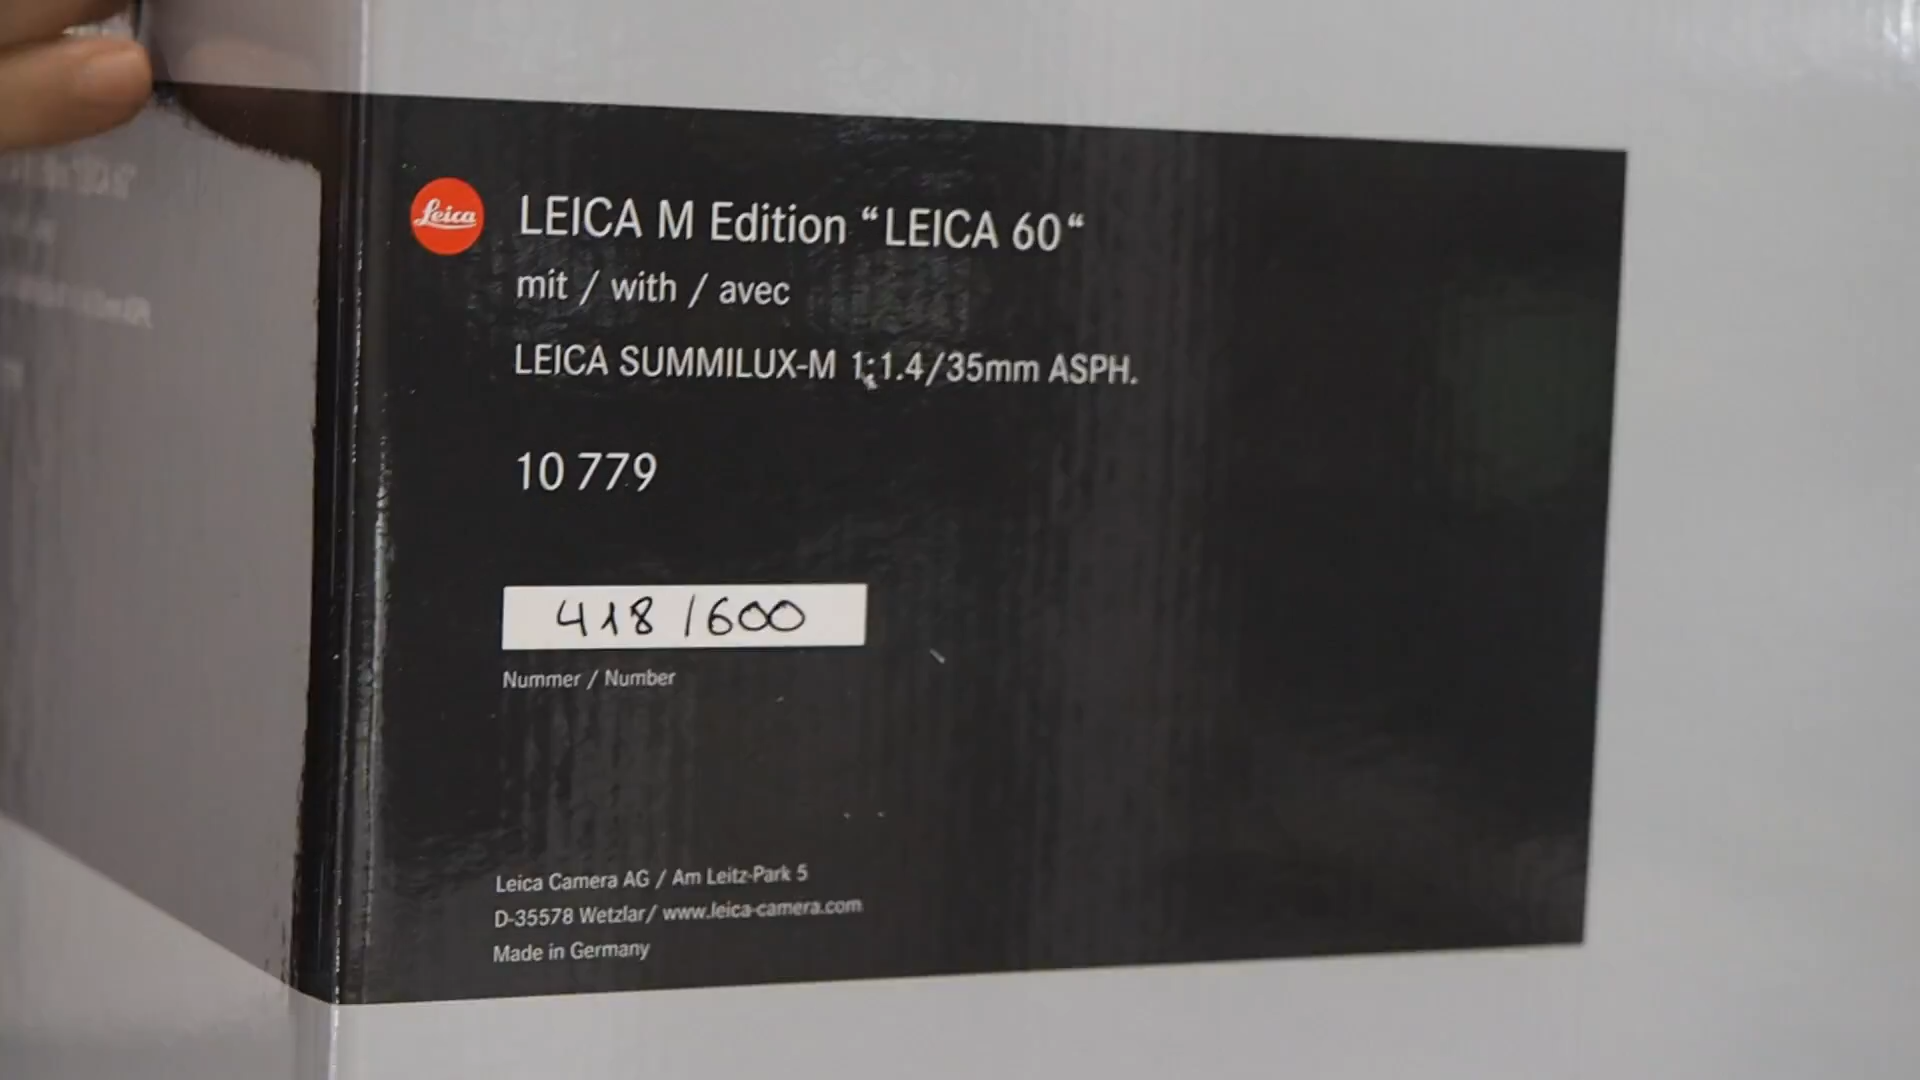 Leica
LEICA M Edition “LEICA 60“
mit / with / avec
LEICA SUMMILUX-M 1:1.4/35mm ASPH.
10 779
418 /600
Nummer / Number
Leica Camera AG / Am Leitz-Park 5
D-35578 Wetzlar/ www.leica-camera.com
Made in Germany